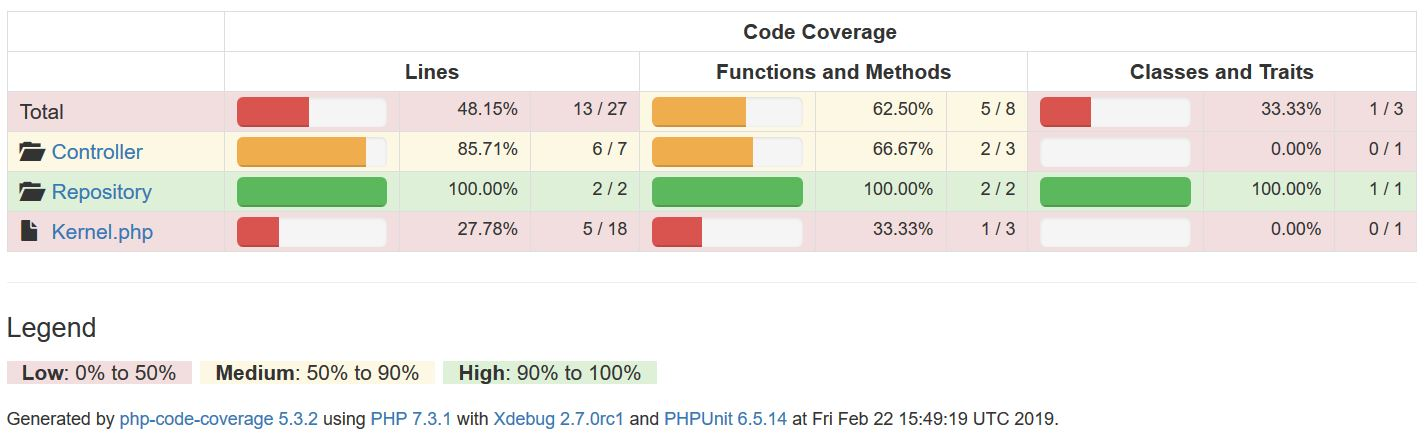 Code Coverage
Lines Functions and Methods Classes and Traits
Total 48.15% 13 / 27 62.50% 5 / 8 33.33% 1 / 3
Controller 85.71% 6 / 7 66.67% 2 / 3 0.00% 0 / 1
Repository 100.00% 2 / 2 100.00% 2 / 2 100.00% 1 / 1
Kernel.php 27.78% 5 / 18 33.33% 1 / 3 0.00% 0 / 1
Legend
Low: 0% to 50% Medium: 50% to 90% High: 90% to 100%
Generated by php-code-coverage 5.3.2 using PHP 7.3.1 with Xdebug 2.7.0rc1 and PHPUnit 6.5.14 at Fri Feb 22 15:49:19 UTC 2019.